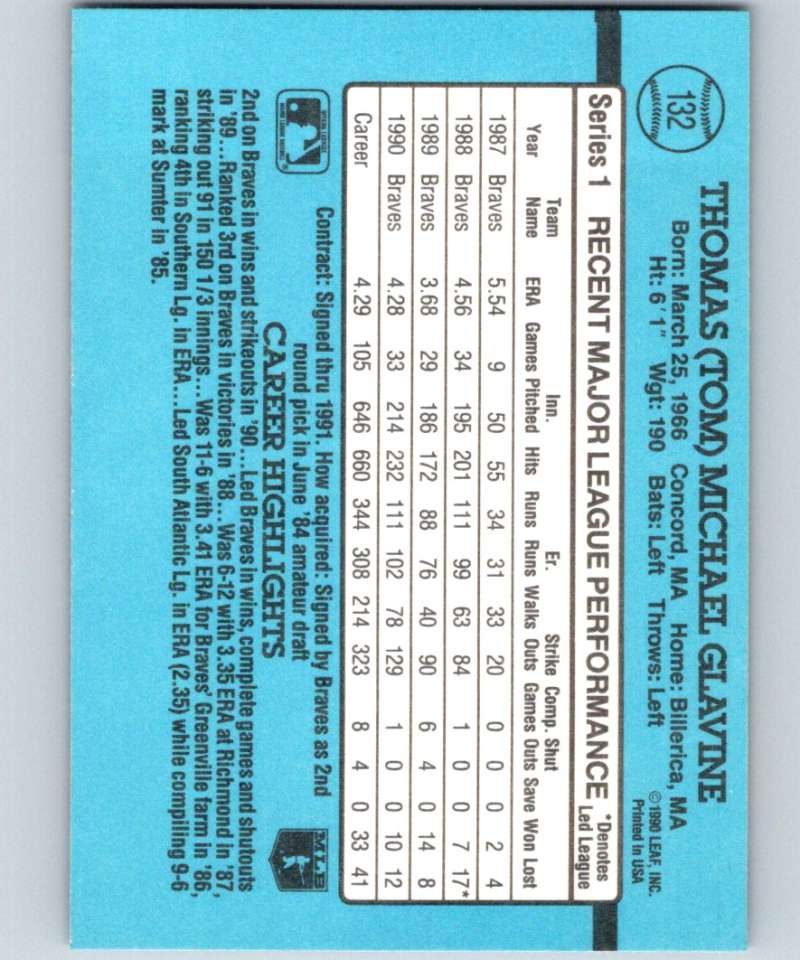 132
THOMAS (TOM) MICHAEL GLAVINE
Born: March 25, 1966 Concord, MA Home: Billerica, MA
Ht: 6'1" Wgt: 190 Bats: Left Throws: Left
© 1990 LEAF, INC.
Printed in USA
Series 1 RECENT MAJOR LEAGUE PERFORMANCE *Denotes Led League
Year Team Name ERA Games Inn. Pitched Hits Runs Er. Runs Walks Strike Outs Comp. Games Shut Outs Save Won Lost
1987 Braves 5.54 9 50 55 34 31 33 20 0 0 0 2 4
1988 Braves 4.56 34 195 201 111 99 63 84 1 0 0 7 17*
1989 Braves 3.68 29 186 172 88 76 40 90 6 4 0 14 8
1990 Braves 4.28 33 214 232 111 102 78 129 1 0 0 10 12
Career 4.29 105 646 660 344 308 214 323 8 4 0 33 41
Contract: Signed thru 1991. How acquired: Signed by Braves as 2nd
round pick in June '84 amateur draft
MLB
CAREER HIGHLIGHTS
2nd on Braves in wins and strikeouts in '90...Led Braves in wins, complete games and shutouts
in '89...Ranked 3rd on Braves in victories in '88...Was 6-12 with 3.35 ERA at Richmond in '87,
striking out 91 in 150 1/3 innings...Was 11-6 with 3.41 ERA for Braves' Greenville farm in '86,
ranking 4th in Southern Lg. in ERA...Led South Atlantic Lg. in ERA (2.35) while compiling 9-6
mark at Sumter in '85.